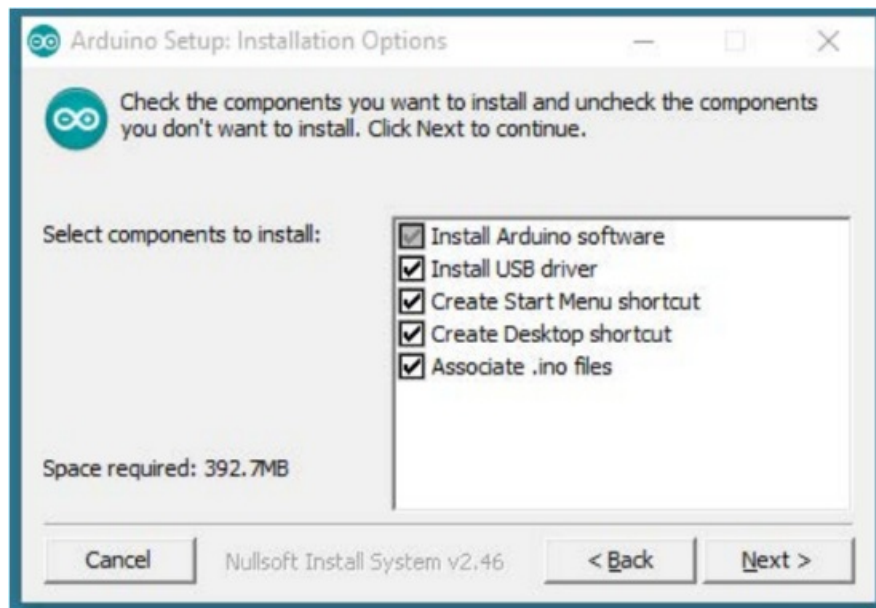 Arduino Setup: Installation Options
Check the components you want to install and uncheck the components
you don't want to install. Click Next to continue.
Select components to install:
Install Arduino software
Install USB driver
Create Start Menu shortcut
Create Desktop shortcut
Associate .ino files
Space required: 392.7MB
Cancel
Nullsoft Install System v2.46
< Back
Next >